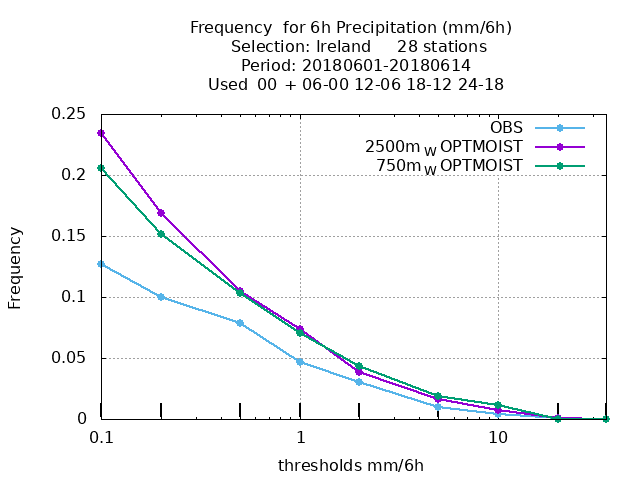 Frequency  for 6h Precipitation (mm/6h)
Selection: Ireland     28 stations
Period: 20180601-20180614
Used  00  + 06-00 12-06 18-12 24-18
OBS
2500m_W OPTMOIST
750m_W OPTMOIST
0.25
0.2
0.15
0.1
0.05
0
Frequency
0.1
1
10
thresholds mm/6h